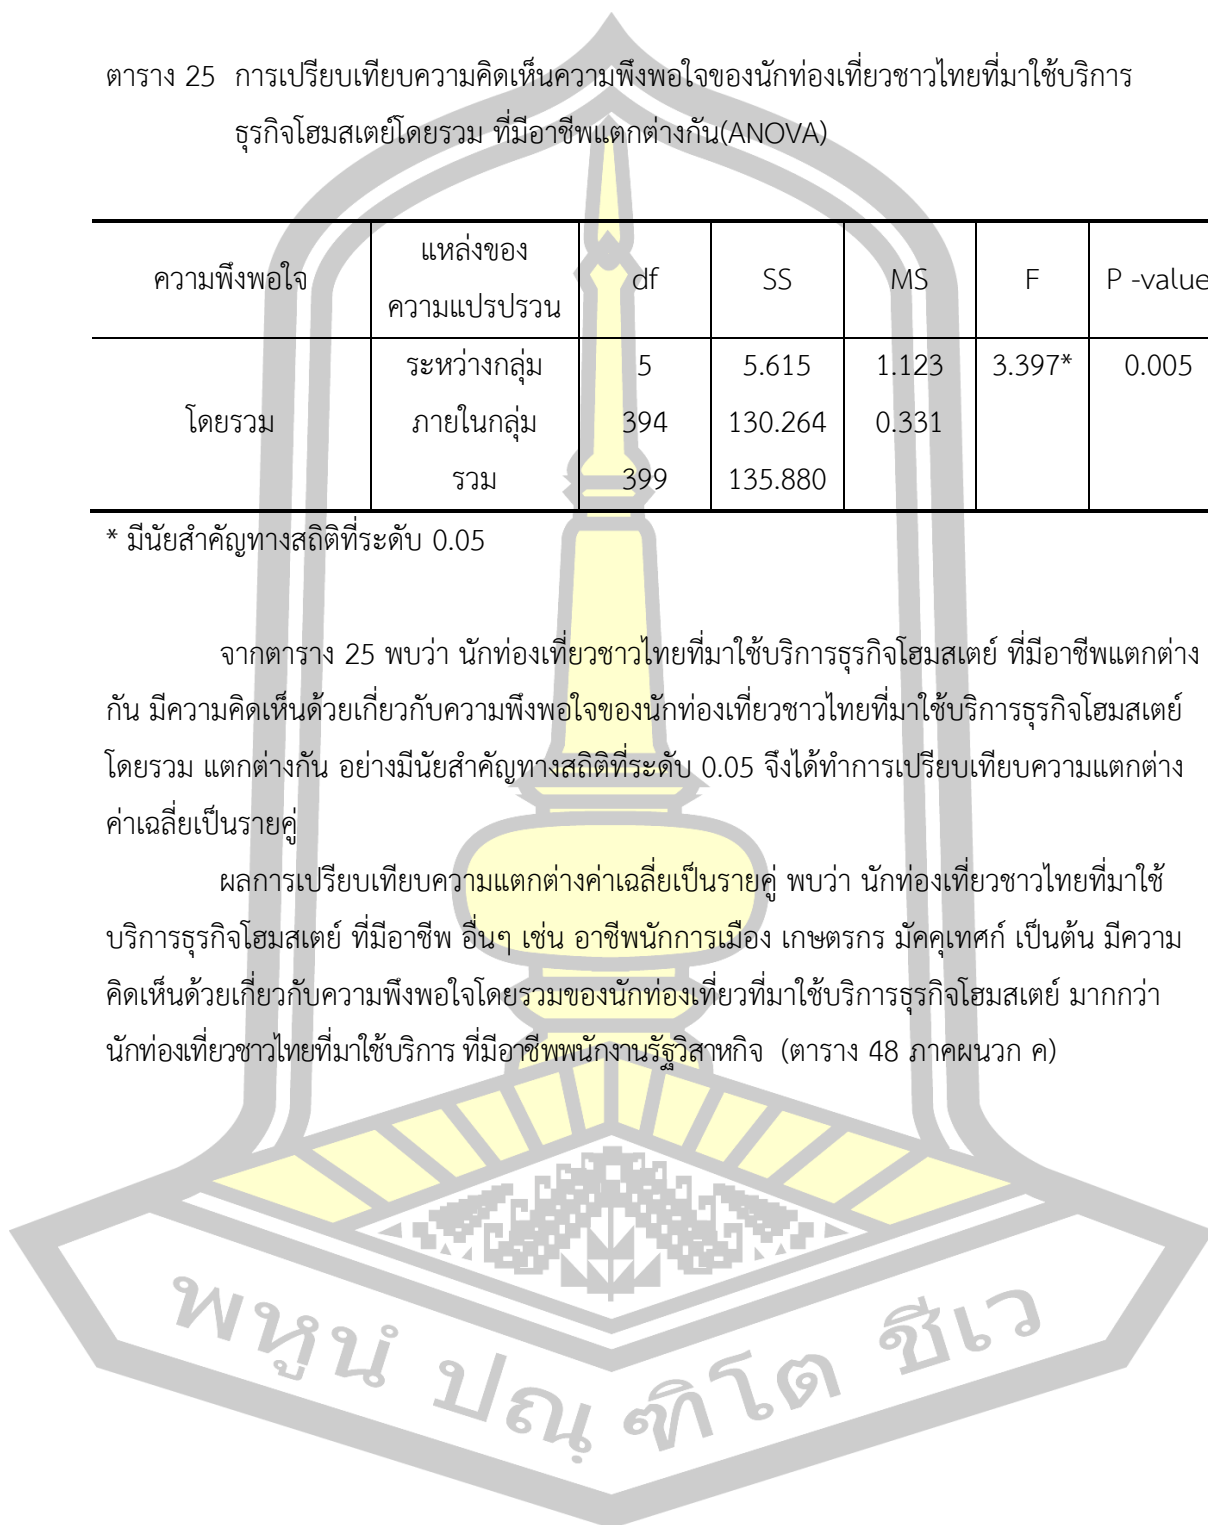 ตาราง 25 การเปรียบเทียบความคิดเห็นความพึงพอใจของนักท่องเที่ยวชาวไทยที่มาใช้บริการ
ธุรกิจโฮมสเตย์โดยรวม ที่มีอาชีพแตกต่างกัน(ANOVA)
ความพึงพอใจ แหล่งของ ความแปรปรวน df SS MS F P -value
ระหว่างกลุ่ม 5 5.615 1.123 3.397* 0.005
โดยรวม ภายในกลุ่ม 394 130.264 0.331
รวม 399 135.880
* มีนัยสำคัญทางสถิติที่ระดับ 0.05
จากตาราง 25 พบว่า นักท่องเที่ยวชาวไทยที่มาใช้บริการธุรกิจโฮมสเตย์ ที่มีอาชีพแตกต่าง
กัน มีความคิดเห็นด้วยเกี่ยวกับความพึงพอใจของนักท่องเที่ยวชาวไทยที่มาใช้บริการธุรกิจโฮมสเตย์
โดยรวม แตกต่างกัน อย่างมีนัยสำคัญทางสถิติที่ระดับ 0.05 จึงได้ทำการเปรียบเทียบความแตกต่าง
ค่าเฉลี่ยเป็นรายคู่
ผลการเปรียบเทียบความแตกต่างค่าเฉลี่ยเป็นรายคู่ พบว่า นักท่องเที่ยวชาวไทยที่มาใช้
บริการธุรกิจโฮมสเตย์ ที่มีอาชีพ อื่นๆ เช่น อาชีพนักการเมือง เกษตรกร มัคคุเทศก์ เป็นต้น มีความ
คิดเห็นด้วยเกี่ยวกับความพึงพอใจโดยรวมของนักท่องเที่ยวที่มาใช้บริการธุรกิจโฮมสเตย์ มากกว่า
นักท่องเที่ยวชาวไทยที่มาใช้บริการ ที่มีอาชีพพนักงานรัฐวิสาหกิจ (ตาราง 48 ภาคผนวก ค)
พหูนํ ปณฺฑิโต ชีเว